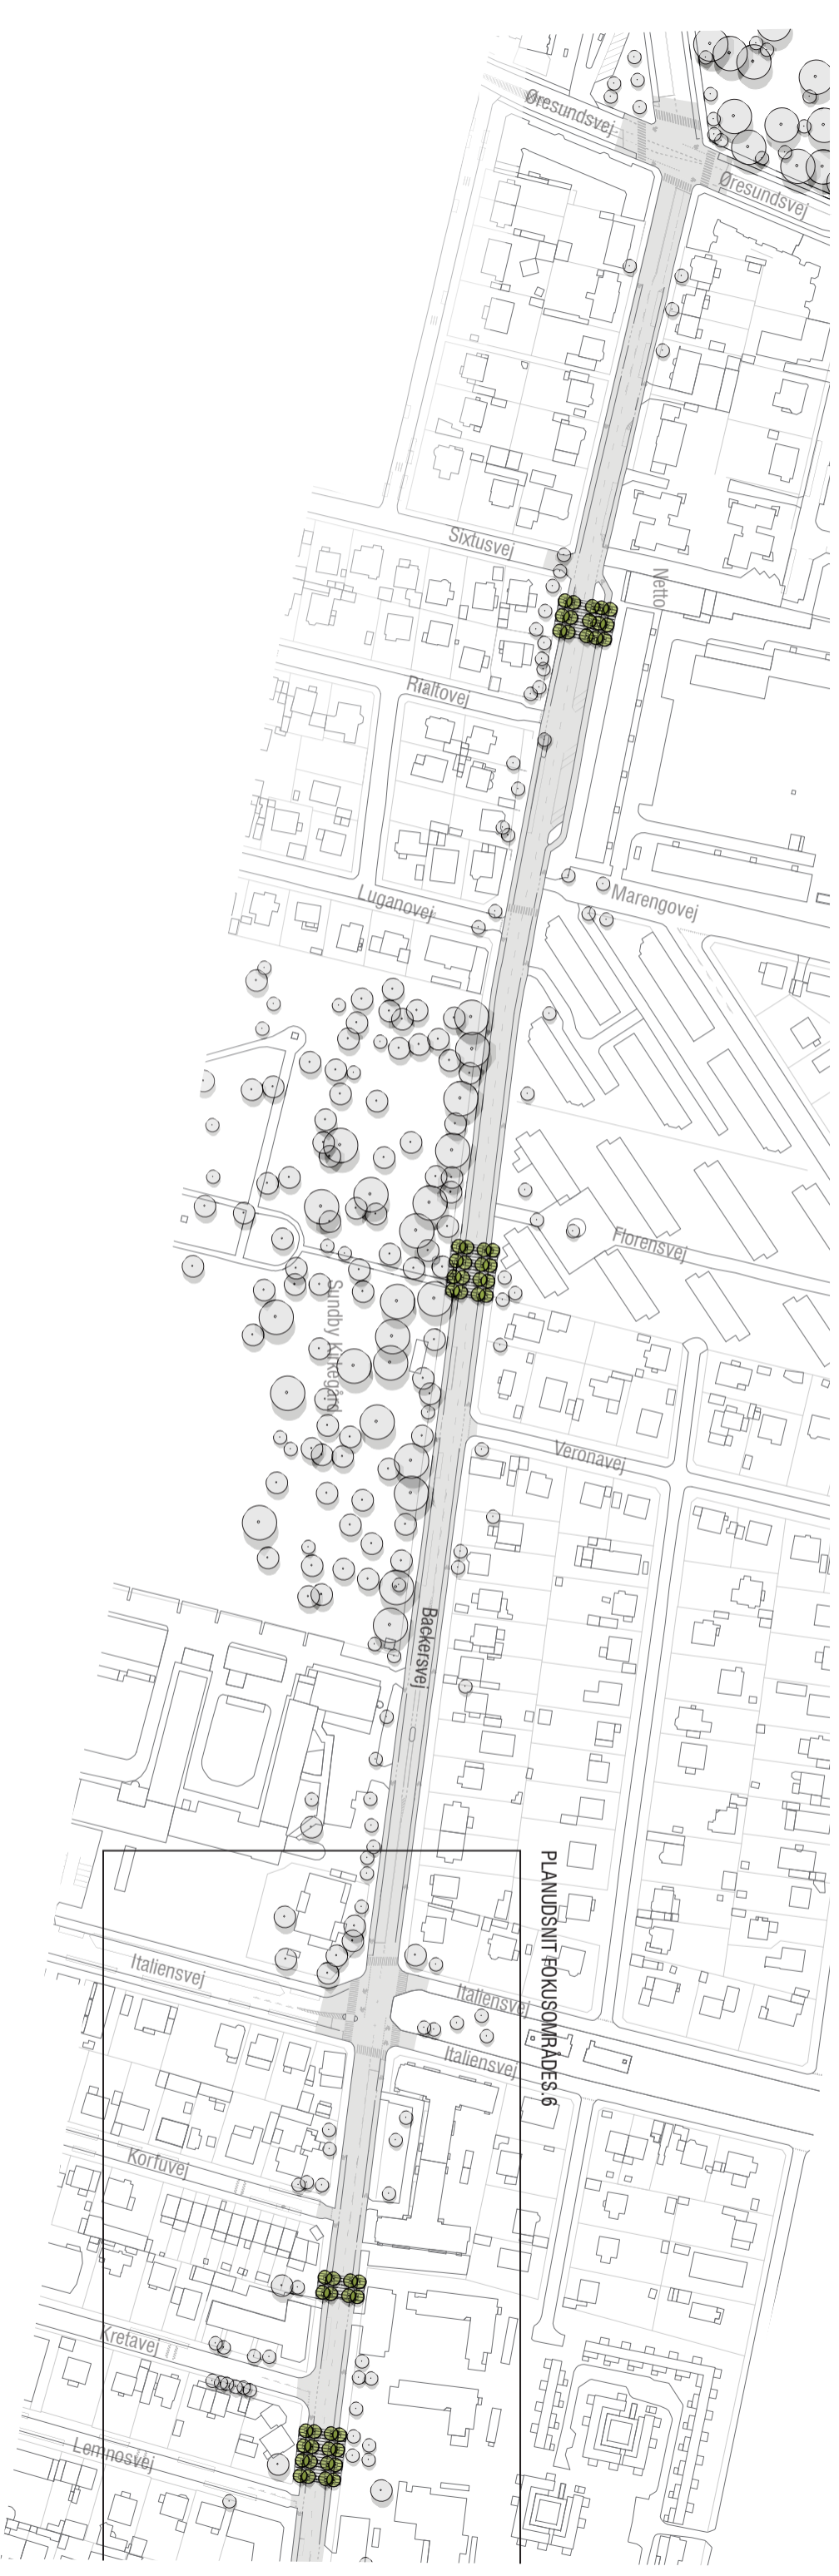 Øresundsvej
Øresundsvej
Sixtusvej
Netto
Rialtovej
Luganovej
Marengovej
Florensvej
Sundby Kirkegård
Veronavej
Backersvej
PLANUDSNIT FOKUSOMRÅDE S.6
Italiensvej
Italiensvej
Italiensvej
Korfuvej
Kretavej
Lemnosvej